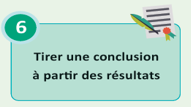 6
Tirer une conclusion
à partir des résultats